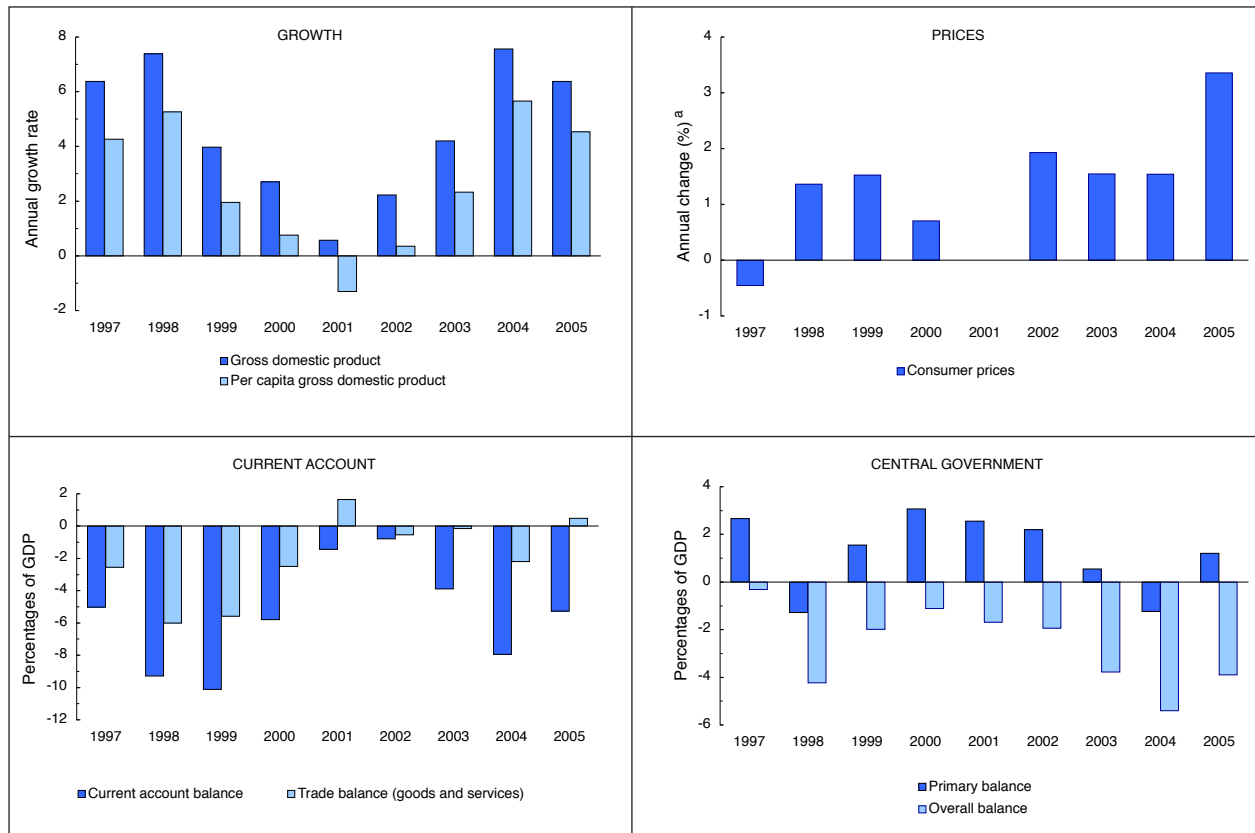 GROWTH
Annual growth rate
8
6
4
2
0
-2
1997 1998 1999 2000 2001 2002 2003 2004 2005
Gross domestic product
Per capita gross domestic product
PRICES
Annual change (%) a
4
3
2
1
0
-1
1997 1998 1999 2000 2001 2002 2003 2004 2005
Consumer prices
CURRENT ACCOUNT
Percentages of GDP
2
0
-2
-4
-6
-8
-10
-12
1997 1998 1999 2000 2001 2002 2003 2004 2005
Current account balance Trade balance (goods and services)
CENTRAL GOVERNMENT
Percentages of GDP
4
2
0
-2
-4
-6
1997 1998 1999 2000 2001 2002 2003 2004 2005
Primary balance
Overall balance